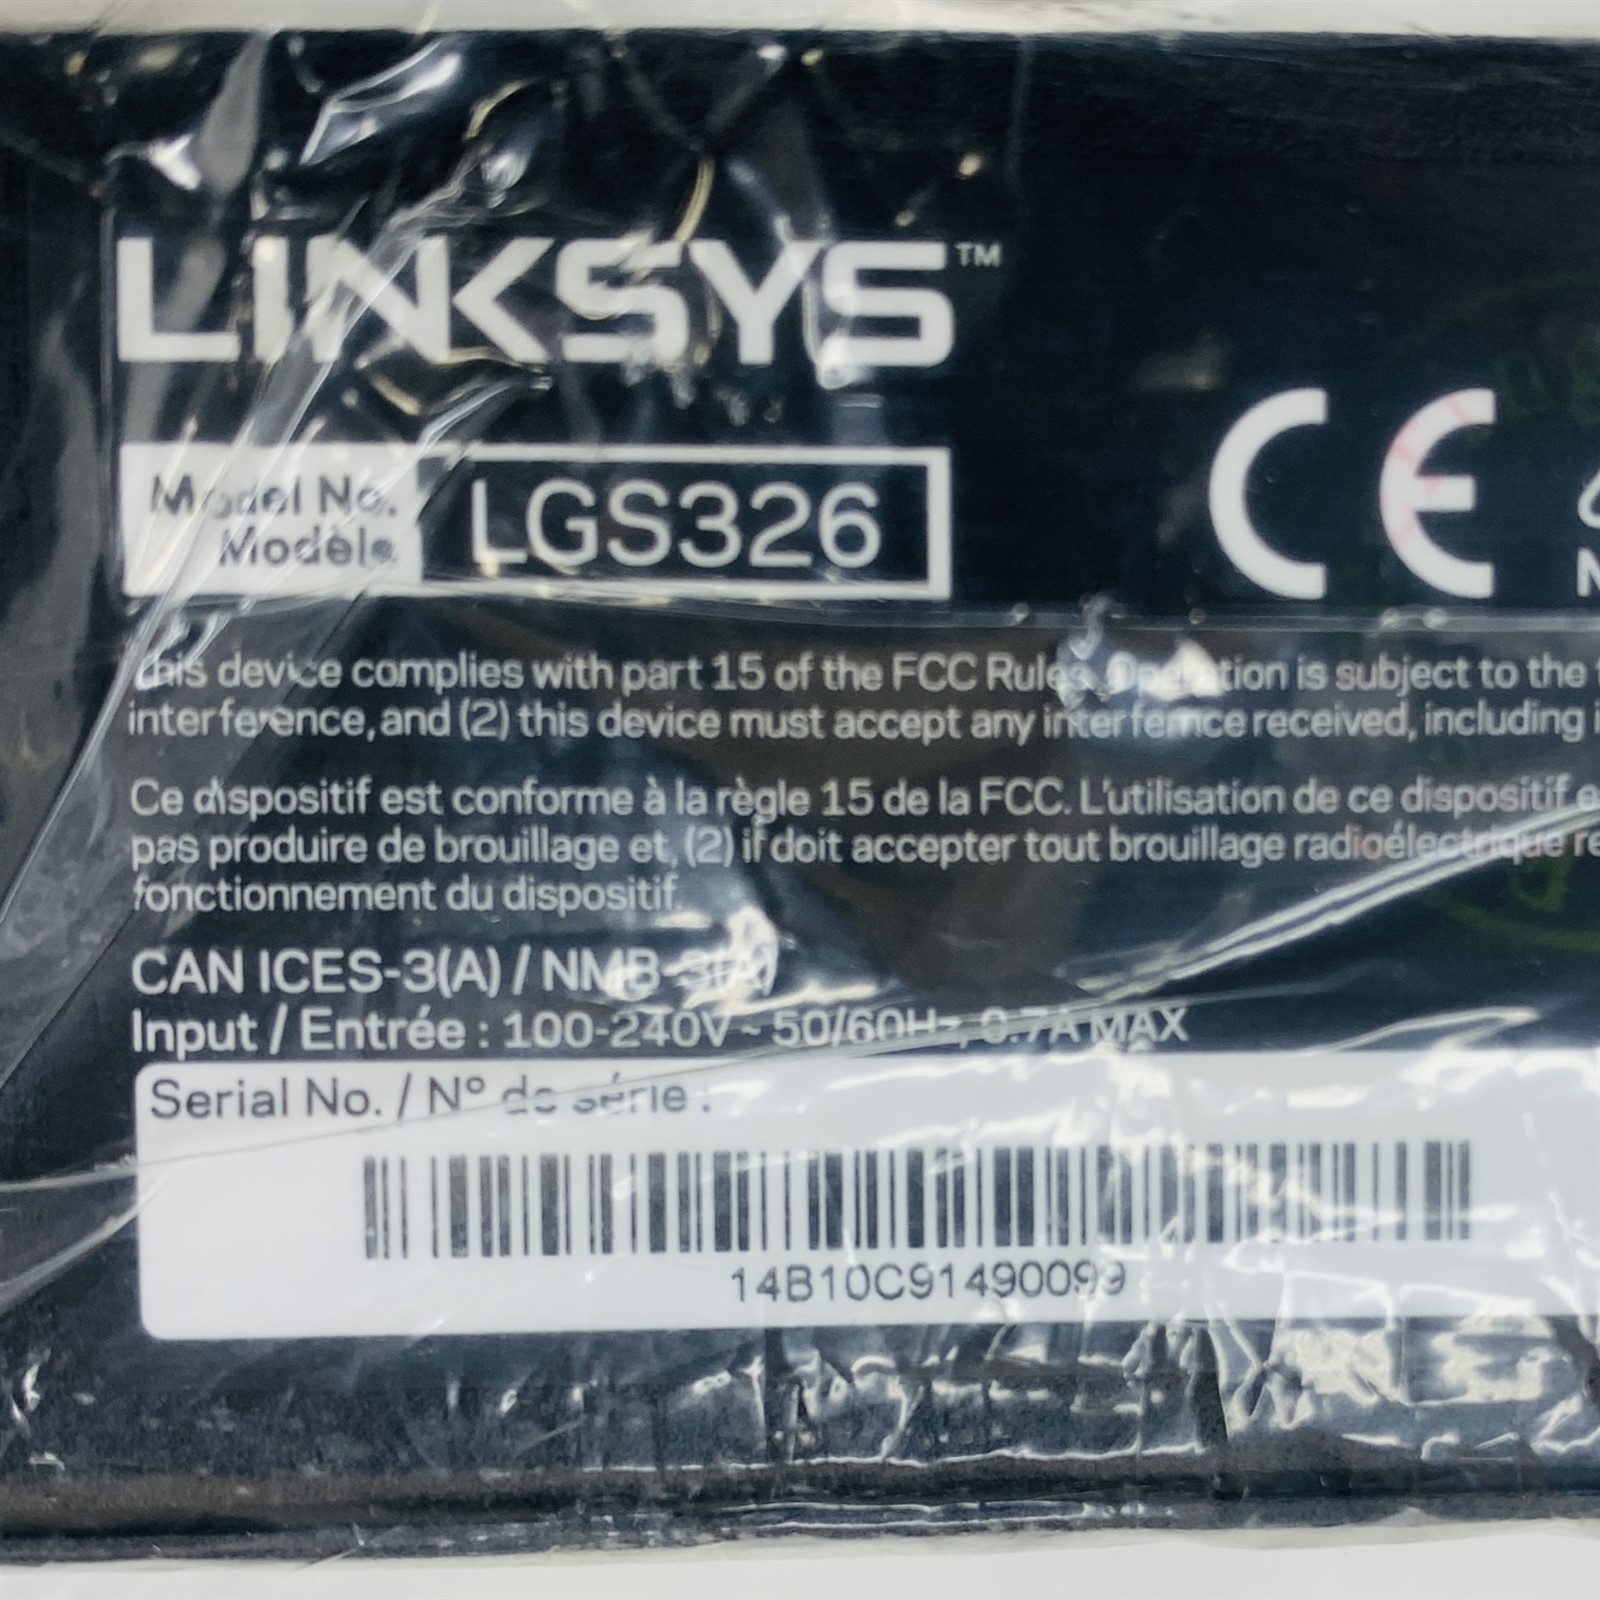 LINKSYS™
Model No. LGS326
Modèle
CE
This device complies with part 15 of the FCC Rules. Operation is subject to the
interference, and (2) this device must accept any interference received, including
Ce dispositif est conforme à la règle 15 de la FCC. L'utilisation de ce dispositif
pas produire de brouillage et, (2) il doit accepter tout brouillage radioélectrique
fonctionnement du dispositif.
CAN ICES-3(A) / NMB-3(A)
Input / Entrée : 100-240V ~ 50/60Hz, 0.7A MAX
Serial No. / N° de série :
14B10C91490099